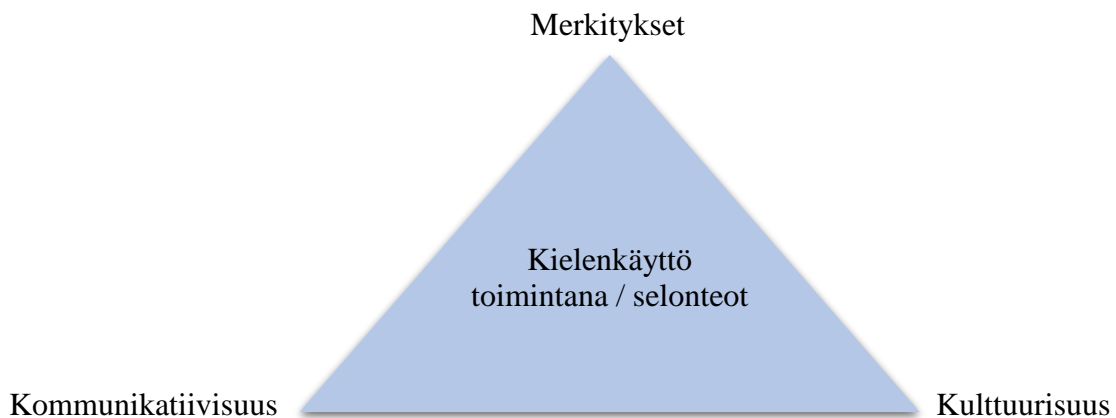 Merkitykset
Kielenkäyttö
toimintana / selonteot
Kommunikatiivisuus
Kulttuurisuus